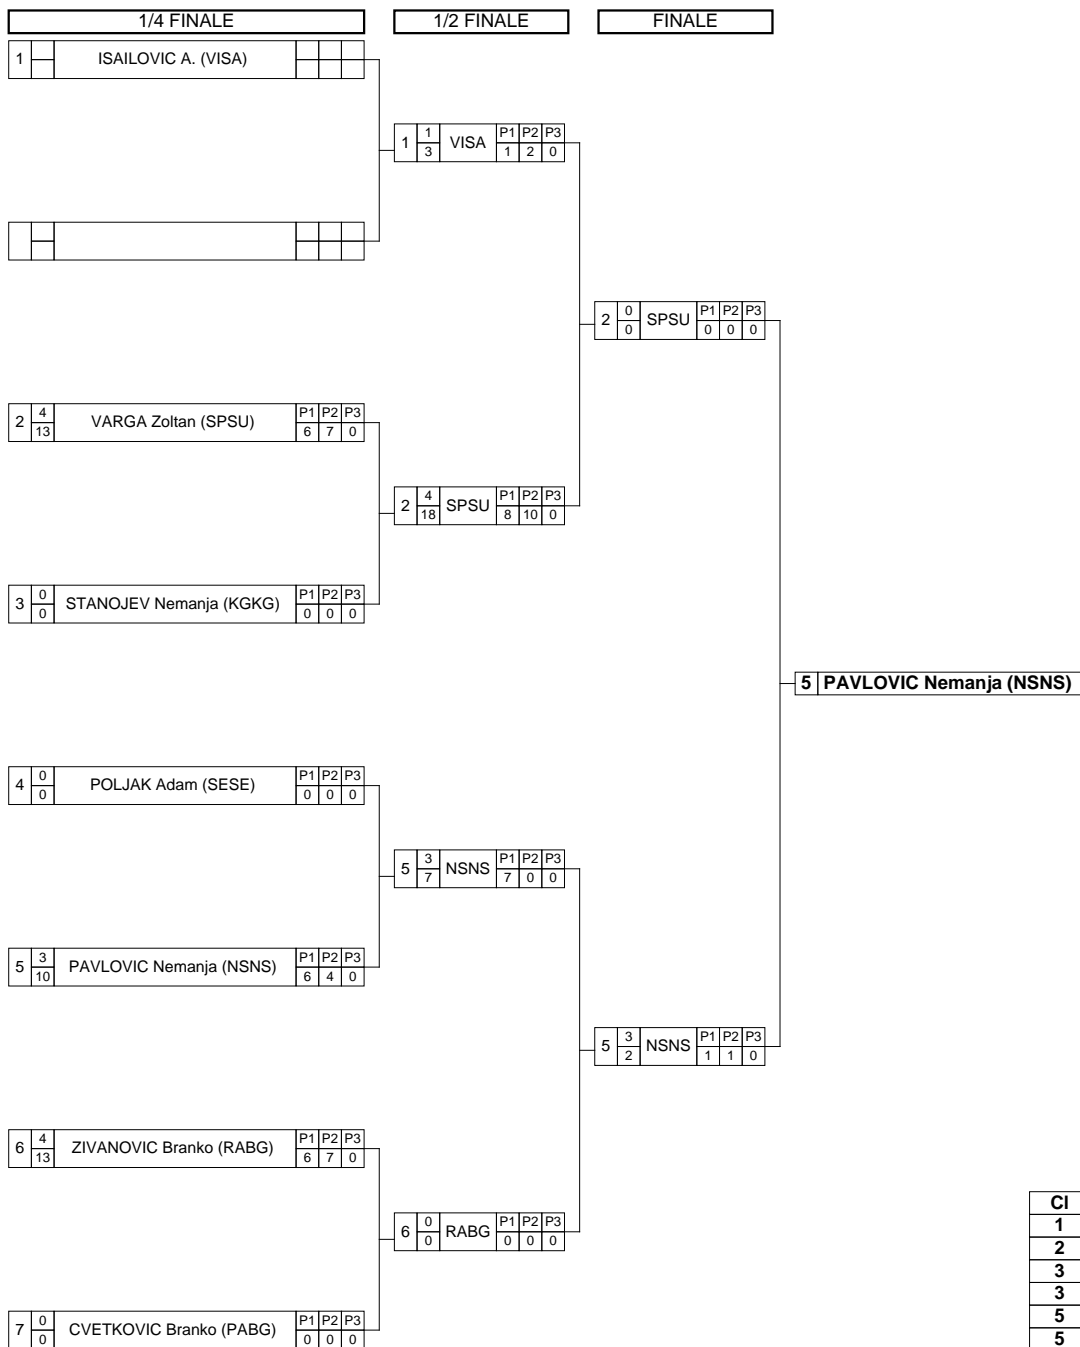 1/4 FINALE 1/2 FINALE FINALE
1 ISAILOVIC A. (VISA)
1 1 VISA P1 P2 P3
3 1 2 0
2 0 SPSU P1 P2 P3
0 0 0 0
2 4 VARGA Zoltan (SPSU) P1 P2 P3
13 6 7 0
2 4 SPSU P1 P2 P3
18 8 10 0
3 0 STANOJEV Nemanja (KGKG) P1 P2 P3
0 0 0 0
5 PAVLOVIC Nemanja (NSNS)
4 0 POLJAK Adam (SESE) P1 P2 P3
0 0 0 0
5 3 NSNS P1 P2 P3
7 7 0 0
5 3 PAVLOVIC Nemanja (NSNS) P1 P2 P3
10 6 4 0
5 3 NSNS P1 P2 P3
2 1 1 0
6 4 ZIVANOVIC Branko (RABG) P1 P2 P3
13 6 7 0
6 0 RABG P1 P2 P3
0 0 0 0
Cl
1
2
3
3
5
5
7 0 CVETKOVIC Branko (PABG) P1 P2 P3
0 0 0 0